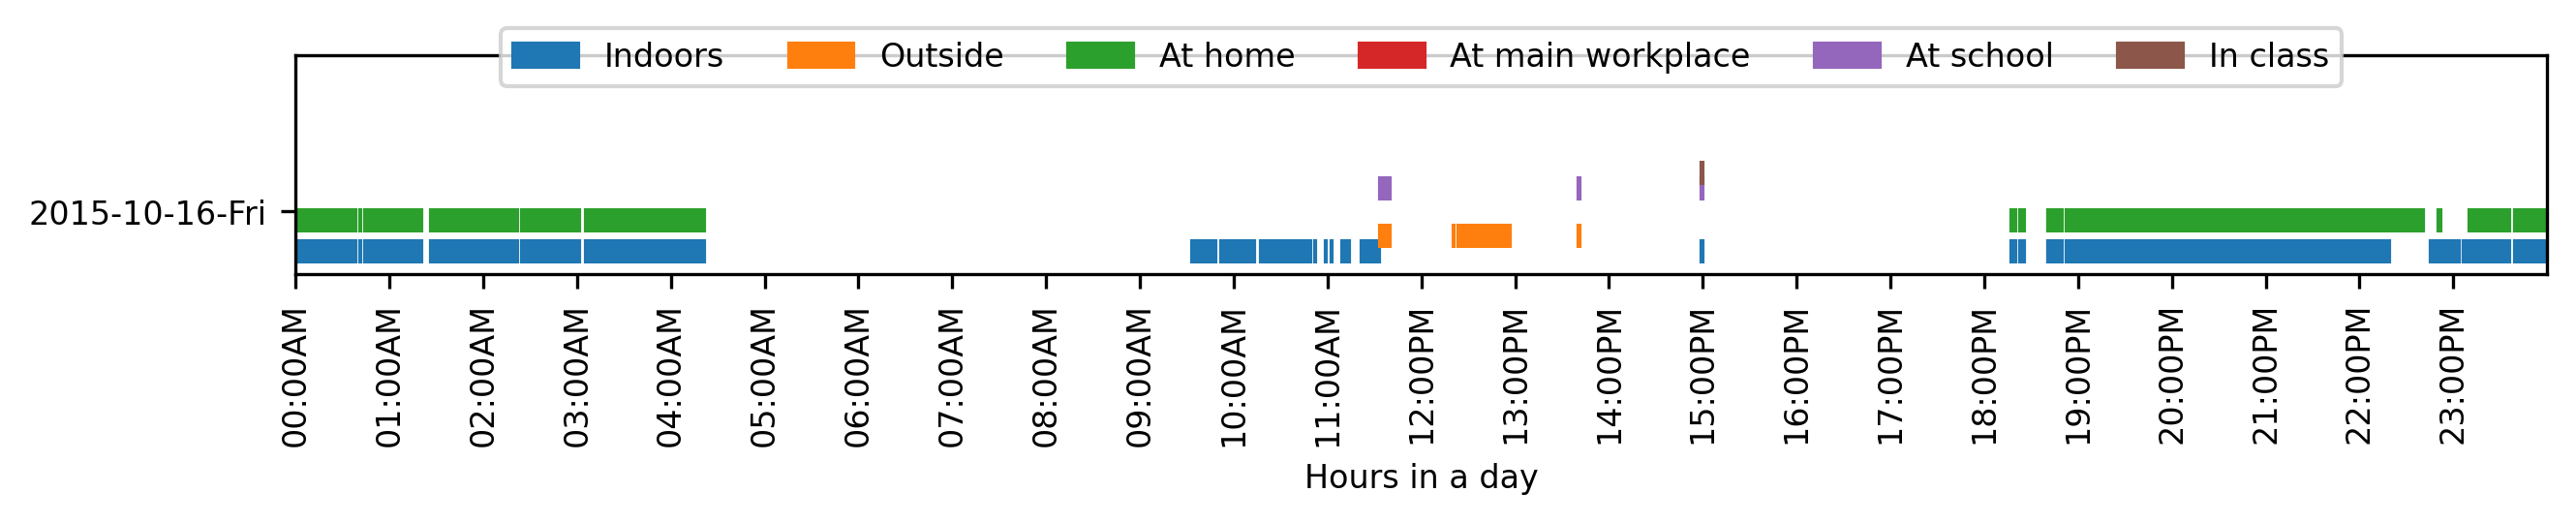 Indoors Outside At home At main workplace At school In class
2015-10-16-Fri
00:00AM 01:00AM 02:00AM 03:00AM 04:00AM 05:00AM 06:00AM 07:00AM 08:00AM 09:00AM 10:00AM 11:00AM 12:00PM 13:00PM 14:00PM 15:00PM 16:00PM 17:00PM 18:00PM 19:00PM 20:00PM 21:00PM 22:00PM 23:00PM
Hours in a day